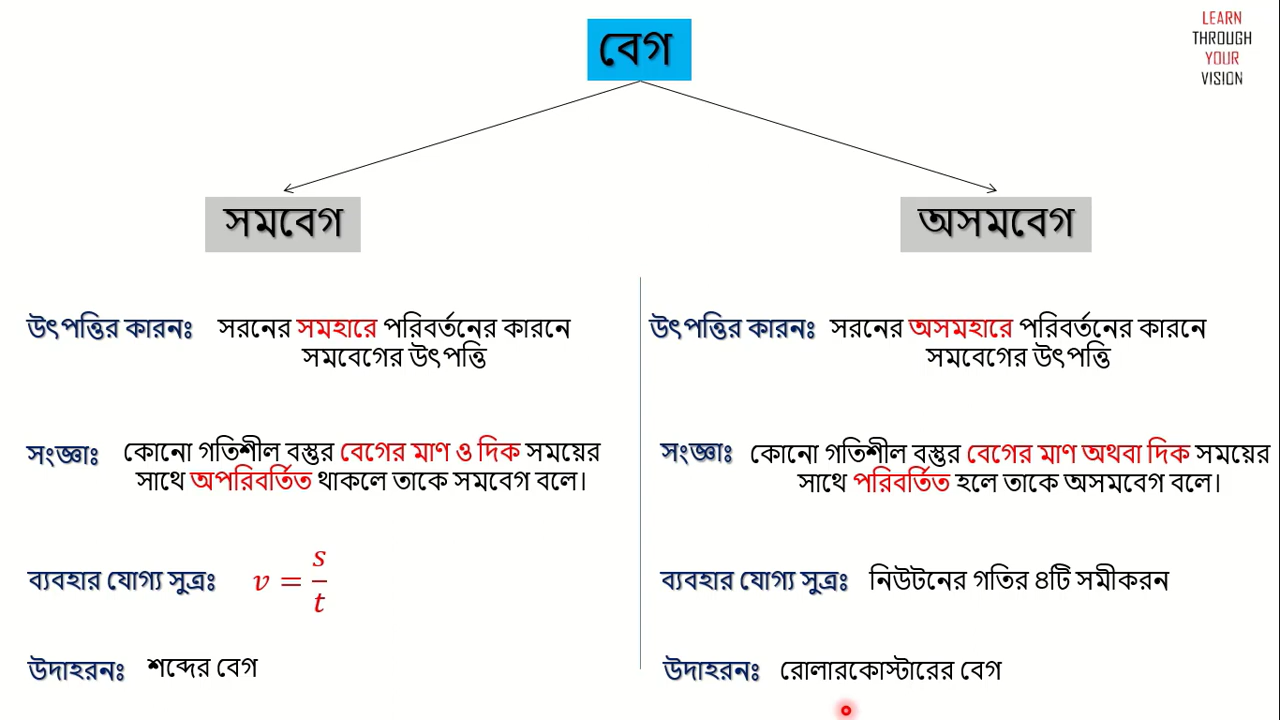 বেগ
LEARN
THROUGH
YOUR
VISION
সমবেগ
অসমবেগ
উৎপত্তির কারনঃ সরনের সমহারে পরিবর্তনের কারনে
সমবেগের উৎপত্তি
উৎপত্তির কারনঃ সরনের অসমহারে পরিবর্তনের কারনে
সমবেগের উৎপত্তি
সংজ্ঞাঃ কোনো গতিশীল বস্তুর বেগের মাণ ও দিক সময়ের
সাথে অপরিবর্তিত থাকলে তাকে সমবেগ বলে।
সংজ্ঞাঃ কোনো গতিশীল বস্তুর বেগের মাণ অথবা দিক সময়ের
সাথে পরিবর্তিত হলে তাকে অসমবেগ বলে।
ব্যবহার যোগ্য সুত্রঃ v = s/t
ব্যবহার যোগ্য সুত্রঃ নিউটনের গতির ৪টি সমীকরন
উদাহরনঃ শব্দের বেগ
উদাহরনঃ রোলারকোস্টারের বেগ